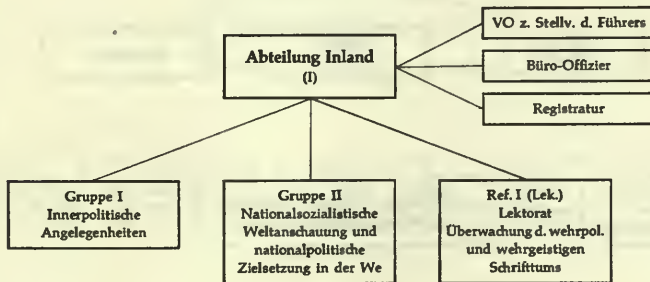 VO z. Stellv. d. Führers
Abteilung Inland
(I)
Büro-Offizier
Registratur
Gruppe I
Innerpolitische
Angelegenheiten
Gruppe II
Nationalsozialistische
Weltanschauung und
nationalpolitische
Zielsetzung in der We
Ref. I (Lek.)
Lektorat
Überwachung d. wehrpol.
und wehrgeistigen
Schrifttums